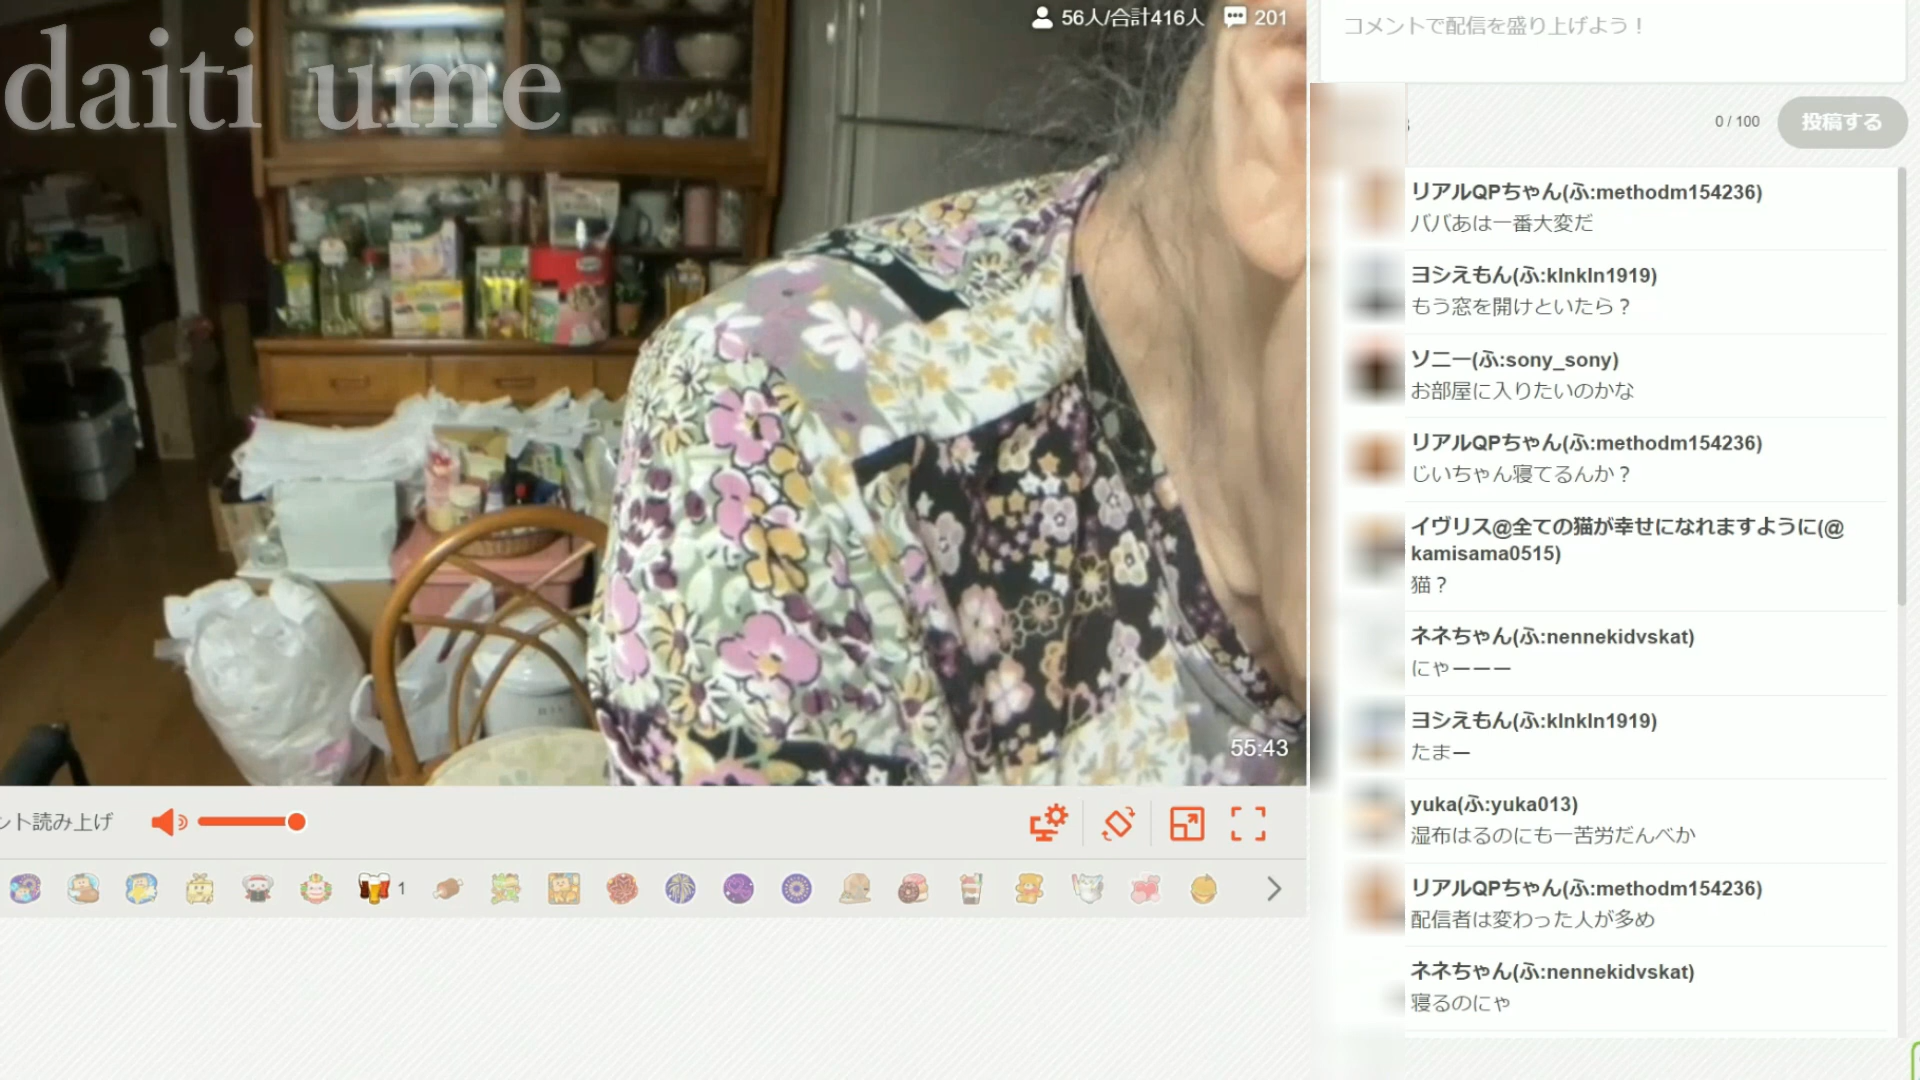 daiti ume
56人/合計416人 201
55:43
ント読み上げ
1
コメントで配信を盛り上げよう！
0 / 100 投稿する
リアルQPちゃん(ふ:methodm154236)
ババあは一番大変だ
ヨシえもん(ふ:klnkln1919)
もう窓を開けといたら？
ソニー(ふ:sony_sony)
お部屋に入りたいのかな
リアルQPちゃん(ふ:methodm154236)
じいちゃん寝てるんか？
イヴリス@全ての猫が幸せになれますように(@
kamisama0515)
猫？
ネネちゃん(ふ:nennekidvskat)
にゃーーー
ヨシえもん(ふ:klnkln1919)
たまー
yuka(ふ:yuka013)
湿布はるのにも一苦労だんべか
リアルQPちゃん(ふ:methodm154236)
配信者は変わった人が多め
ネネちゃん(ふ:nennekidvskat)
寝るのにゃ